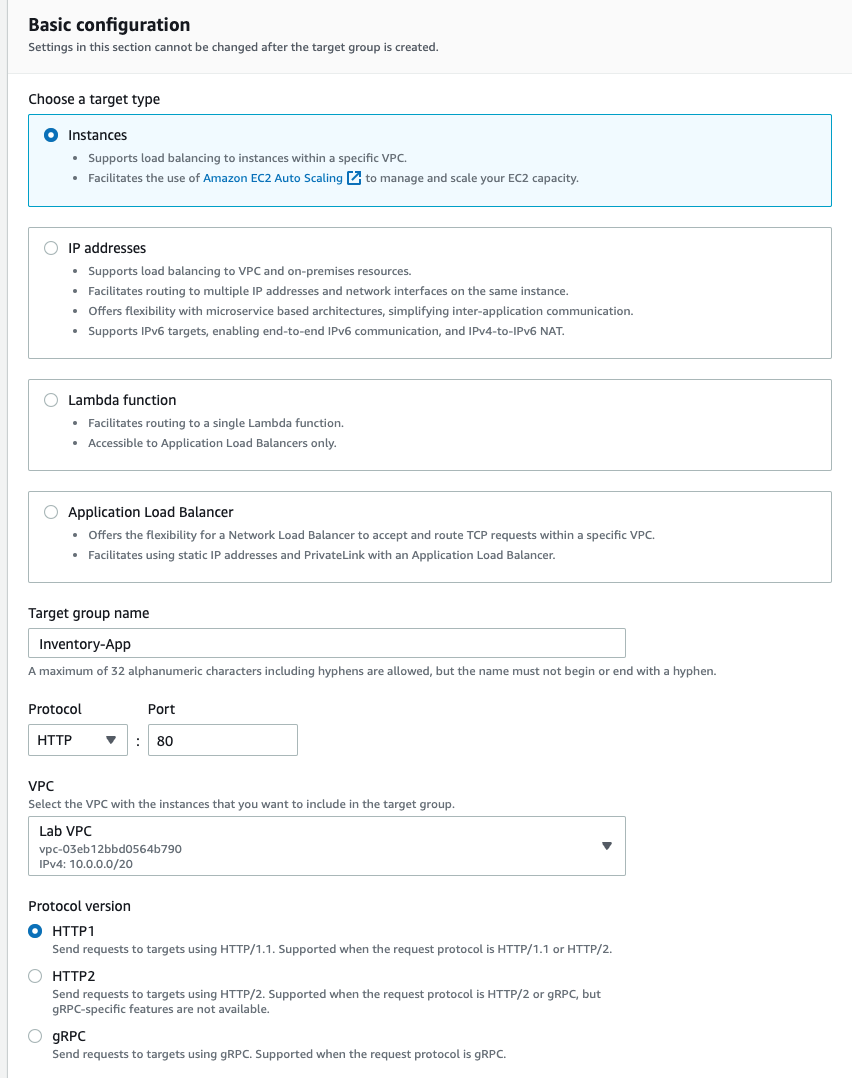 Basic configuration
Settings in this section cannot be changed after the target group is created.
Choose a target type
Instances
• Supports load balancing to instances within a specific VPC.
• Facilitates the use of Amazon EC2 Auto Scaling to manage and scale your EC2 capacity.
IP addresses
• Supports load balancing to VPC and on-premises resources.
• Facilitates routing to multiple IP addresses and network interfaces on the same instance.
• Offers flexibility with microservice based architectures, simplifying inter-application communication.
• Supports IPv6 targets, enabling end-to-end IPv6 communication, and IPv4-to-IPv6 NAT.
Lambda function
• Facilitates routing to a single Lambda function.
• Accessible to Application Load Balancers only.
Application Load Balancer
• Offers the flexibility for a Network Load Balancer to accept and route TCP requests within a specific VPC.
• Facilitates using static IP addresses and PrivateLink with an Application Load Balancer.
Target group name
Inventory-App
A maximum of 32 alphanumeric characters including hyphens are allowed, but the name must not begin or end with a hyphen.
Protocol Port
HTTP : 80
VPC
Select the VPC with the instances that you want to include in the target group.
Lab VPC
vpc-03eb12bbd0564b790
IPv4: 10.0.0.0/20
Protocol version
HTTP1
Send requests to targets using HTTP/1.1. Supported when the request protocol is HTTP/1.1 or HTTP/2.
HTTP2
Send requests to targets using HTTP/2. Supported when the request protocol is HTTP/2 or gRPC, but
gRPC-specific features are not available.
gRPC
Send requests to targets using gRPC. Supported when the request protocol is gRPC.